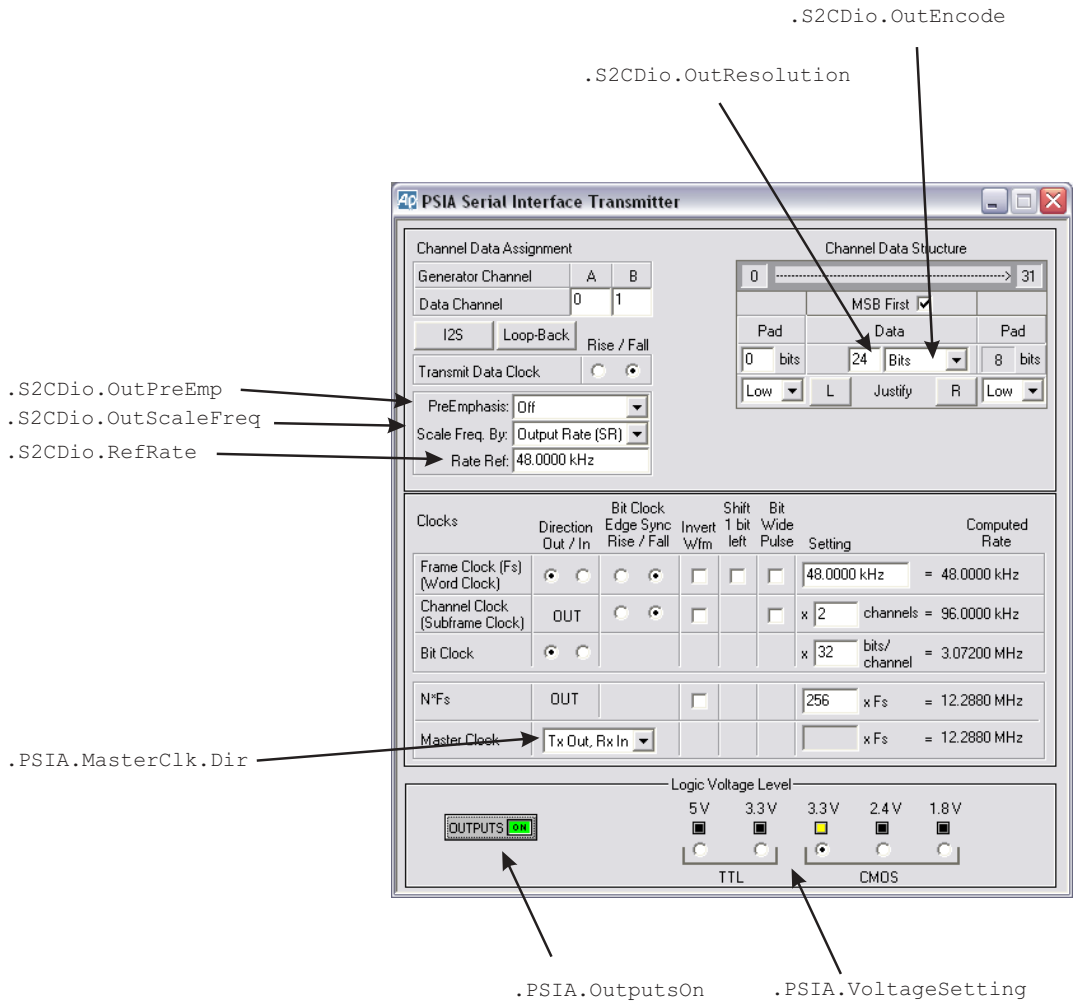 .S2CDio.OutEncode
.S2CDio.OutResolution
AP PSIA Serial Interface Transmitter
Channel Data Assignment
Generator Channel A B
Data Channel 0 1
I2S Loop-Back Rise / Fall
Transmit Data Clock
PreEmphasis: Off
Scale Freq. By: Output Rate (SR)
Rate Ref: 48.0000 kHz
Channel Data Structure
0 ---> 31
MSB First
Pad Data Pad
0 bits 24 Bits 8 bits
Low L Justify R Low
.S2CDio.OutPreEmp
.S2CDio.OutScaleFreq
.S2CDio.RefRate
Clocks
Direction
Out / In
Bit Clock
Edge Sync
Rise / Fall
Invert
Wfm
Shift
1 bit
left
Bit
Wide
Pulse
Setting
Computed
Rate
Frame Clock (Fs)
(Word Clock)
48.0000 kHz = 48.0000 kHz
Channel Clock
(Subframe Clock)
OUT
x 2 channels = 96.0000 kHz
Bit Clock
x 32 bits/
channel = 3.07200 MHz
N*Fs OUT 256 x Fs = 12.2880 MHz
Master Clock Tx Out, Rx In x Fs = 12.2880 MHz
.PSIA.MasterClk.Dir
Logic Voltage Level
5 V 3.3 V 3.3 V 2.4 V 1.8 V
OUTPUTS ON
TTL CMOS
.PSIA.OutputsOn
.PSIA.VoltageSetting